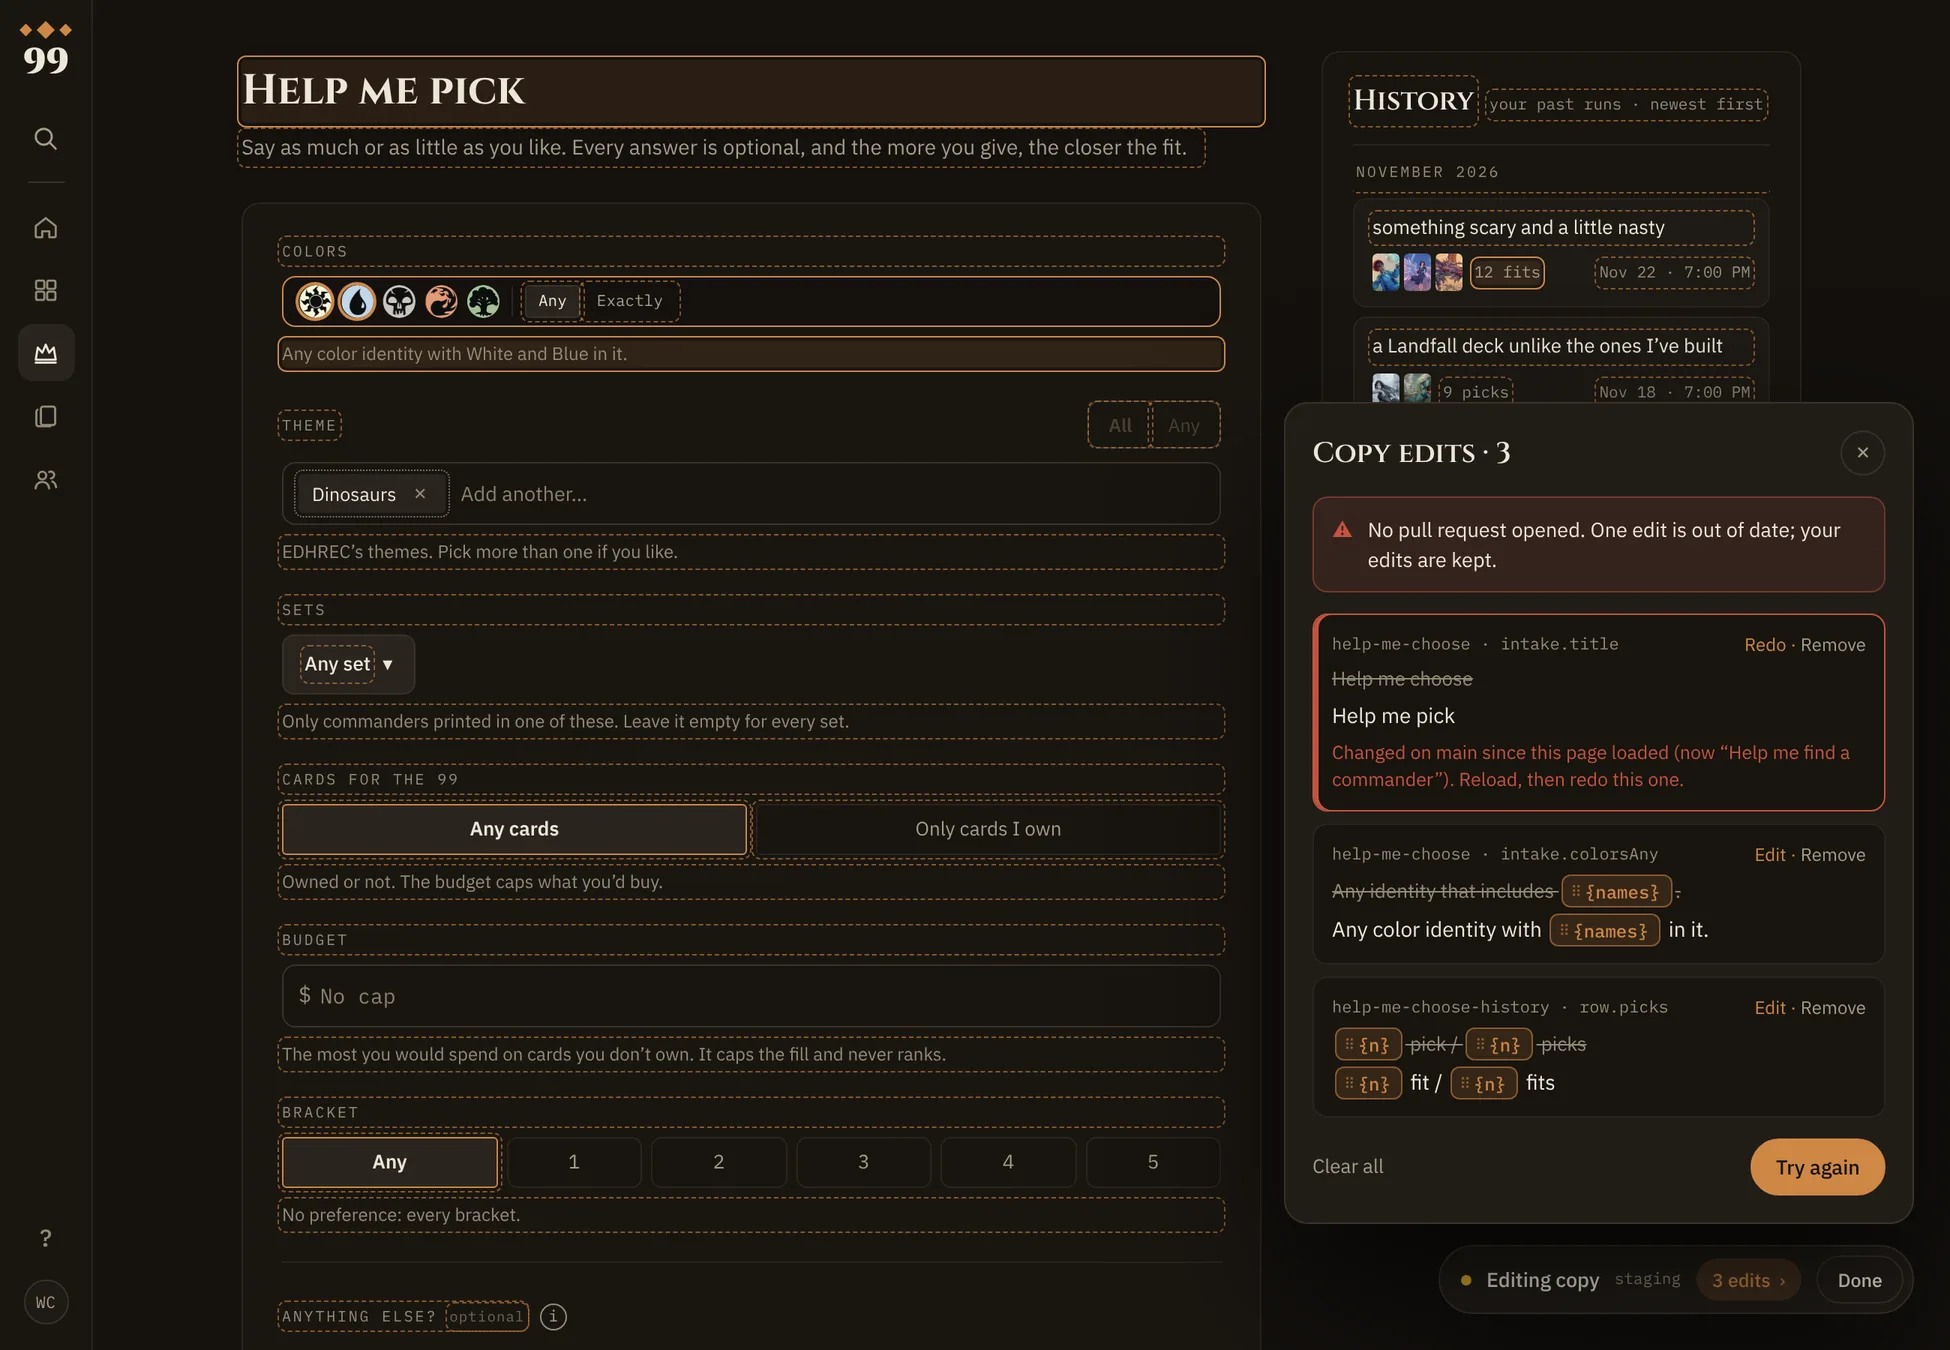 99
Help me pick
Say as much or as little as you like. Every answer is optional, and the more you give, the closer the fit.
COLORS
Any Exactly
Any color identity with White and Blue in it.
THEME
All Any
Dinosaurs × Add another...
EDHREC’s themes. Pick more than one if you like.
SETS
Any set ▼
Only commanders printed in one of these. Leave it empty for every set.
CARDS FOR THE 99
Any cards Only cards I own
Owned or not. The budget caps what you’d buy.
BUDGET
$ No cap
The most you would spend on cards you don’t own. It caps the fill and never ranks.
BRACKET
Any 1 2 3 4 5
No preference: every bracket.
ANYTHING ELSE? optional i
?
WC
History your past runs · newest first
NOVEMBER 2026
something scary and a little nasty
12 fits Nov 22 · 7:00 PM
a Landfall deck unlike the ones I’ve built
9 picks Nov 18 · 7:00 PM
Copy edits · 3 ×
No pull request opened. One edit is out of date; your
edits are kept.
help-me-choose · intake.title Redo · Remove
Help me choose
Help me pick
Changed on main since this page loaded (now “Help me find a
commander”). Reload, then redo this one.
help-me-choose · intake.colorsAny Edit · Remove
Any identity that includes {names} .
Any color identity with {names} in it.
help-me-choose-history · row.picks Edit · Remove
{n} pick / {n} picks
{n} fit / {n} fits
Clear all Try again
Editing copy staging 3 edits › Done